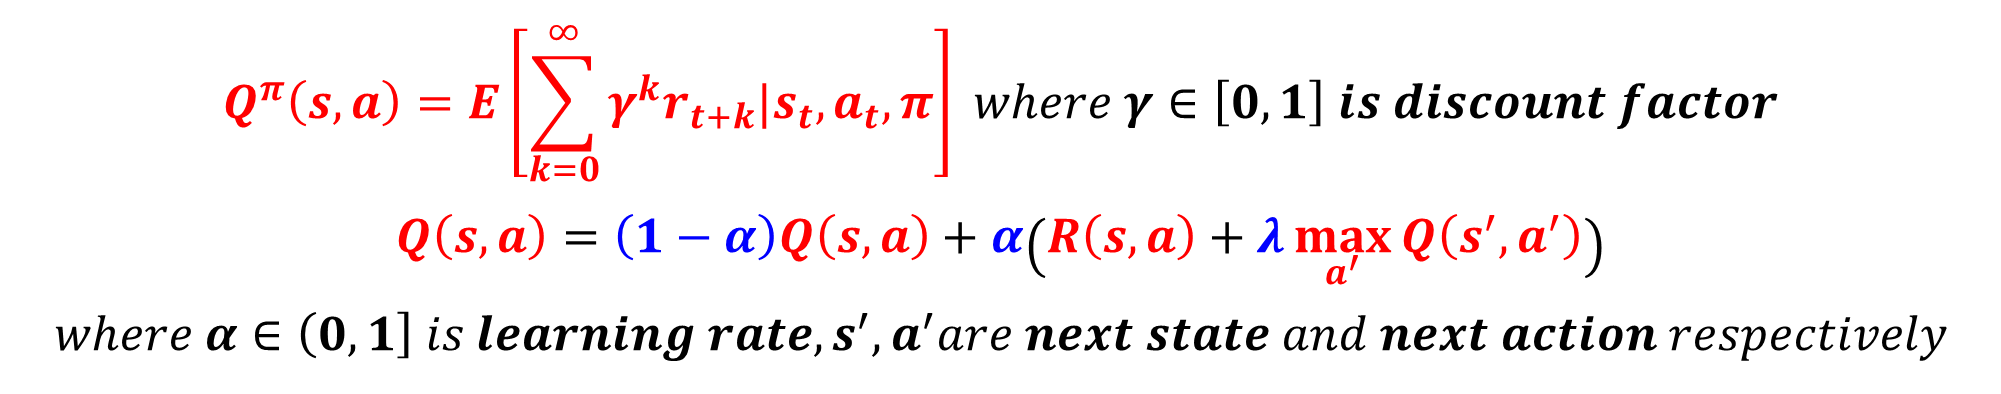 Q^π(s, a) = E[∑_{k=0}^{∞} γ^k r_{t+k}|s_t, a_t, π] where γ ∈ [0, 1] is discount factor
Q(s, a) = (1 − α)Q(s, a) + α(R(s, a) + λ max_{a′} Q(s′, a′))
where α ∈ (0, 1] is learning rate, s′, a′are next state and next action respectively